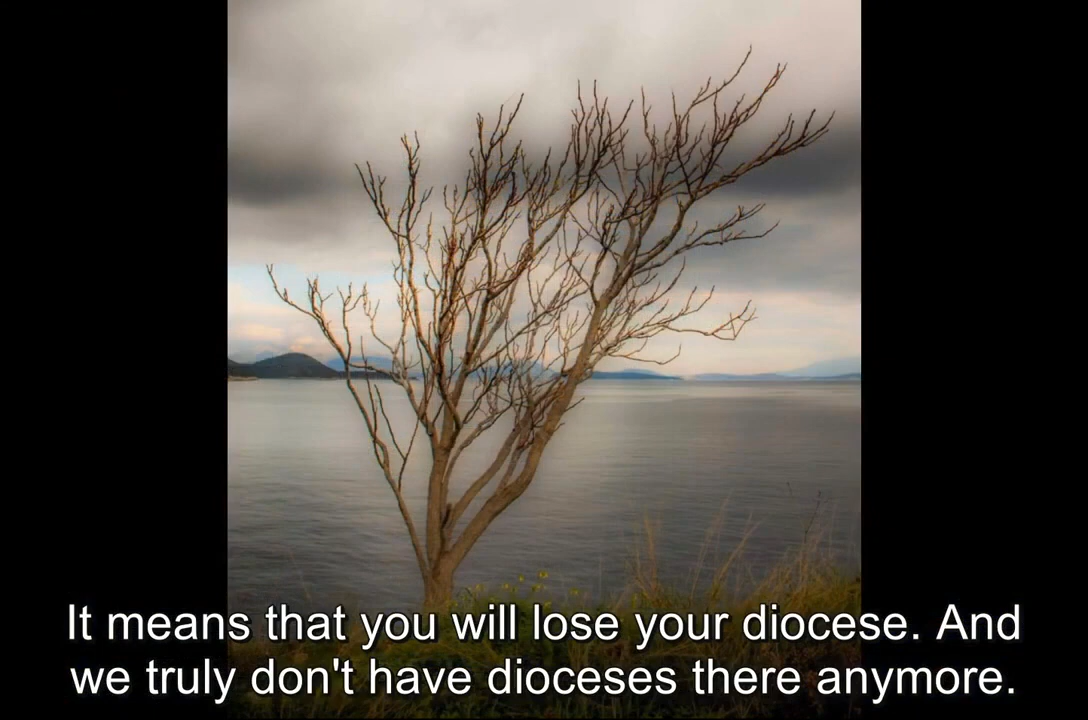 It means that you will lose your diocese. And
we truly don't have dioceses there anymore.